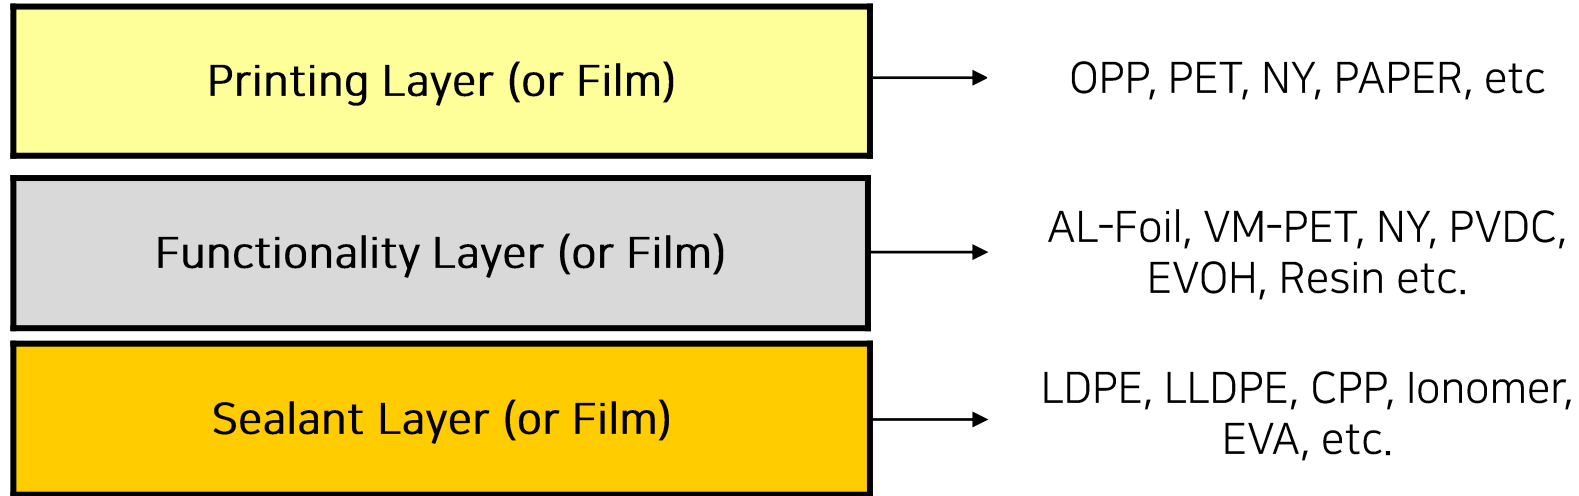 Printing Layer (or Film)
OPP, PET, NY, PAPER, etc
Functionality Layer (or Film)
AL-Foil, VM-PET, NY, PVDC,
EVOH, Resin etc.
Sealant Layer (or Film)
LDPE, LLDPE, CPP, Ionomer,
EVA, etc.